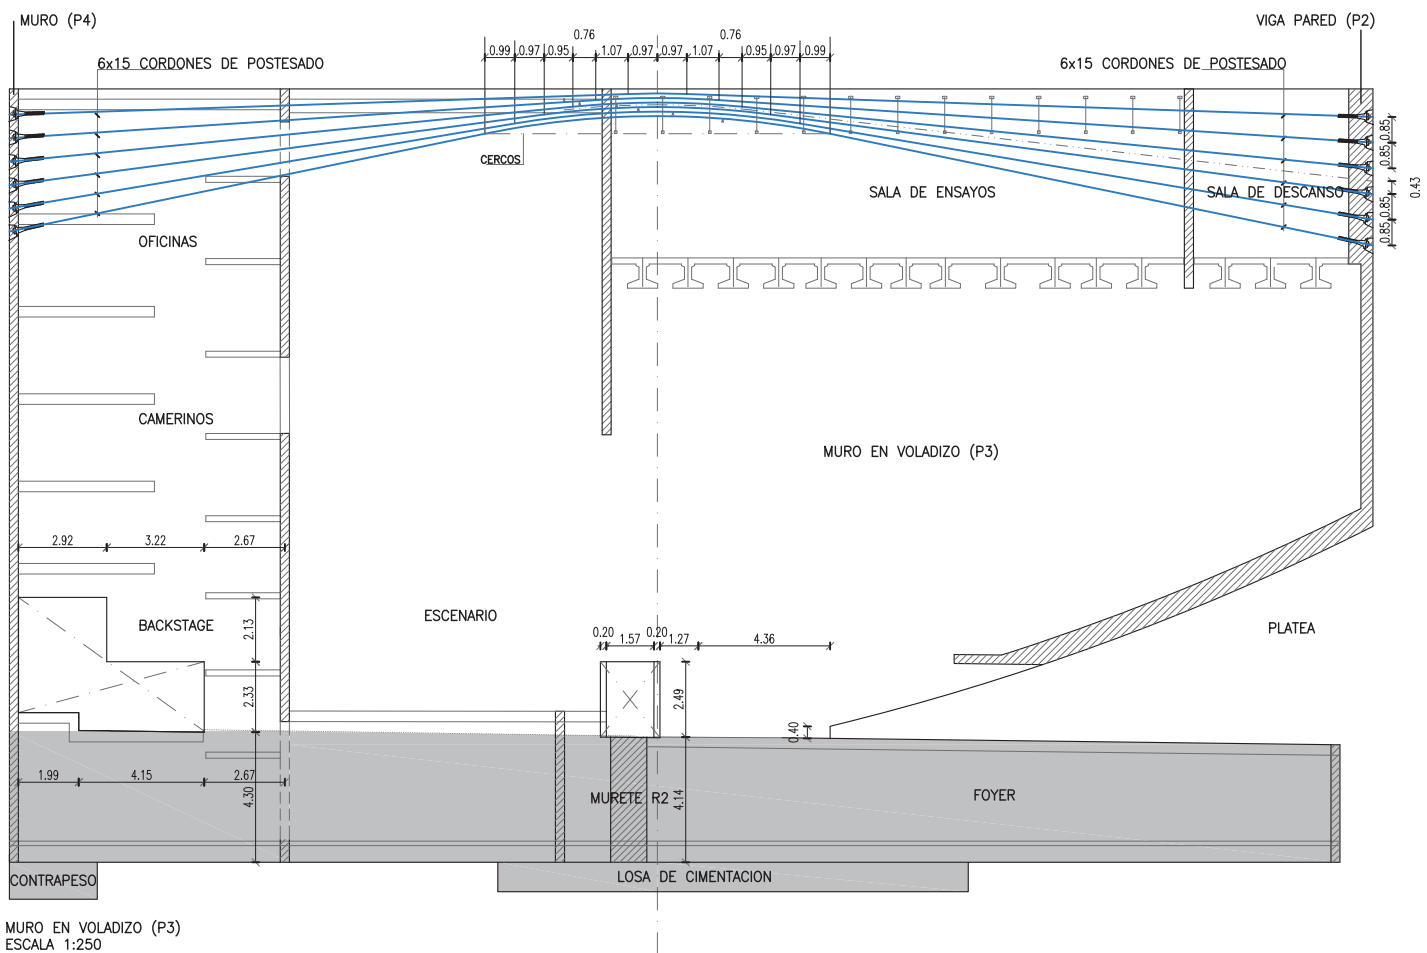 MURO (P4)
VIGA PARED (P2)
0.76
0.76
0.99 0.97 0.95 1.07 0.97 0.97 1.07 0.95 0.97 0.99
6x15 CORDONES DE POSTESADO
6x15 CORDONES DE POSTESADO
CERCOS
0.85
0.85
0.43
0.85
0.85
SALA DE ENSAYOS
SALA DE DESCANSO
OFICINAS
CAMERINOS
MURO EN VOLADIZO (P3)
2.92 3.22 2.67
BACKSTAGE
2.13
ESCENARIO
PLATEA
0.20 1.57 0.20 1.27 4.36
2.33
2.49
0.40
1.99 4.15 2.67
4.30
MURETE R2
4.14
FOYER
CONTRAPESO
LOSA DE CIMENTACION
MURO EN VOLADIZO (P3)
ESCALA 1:250